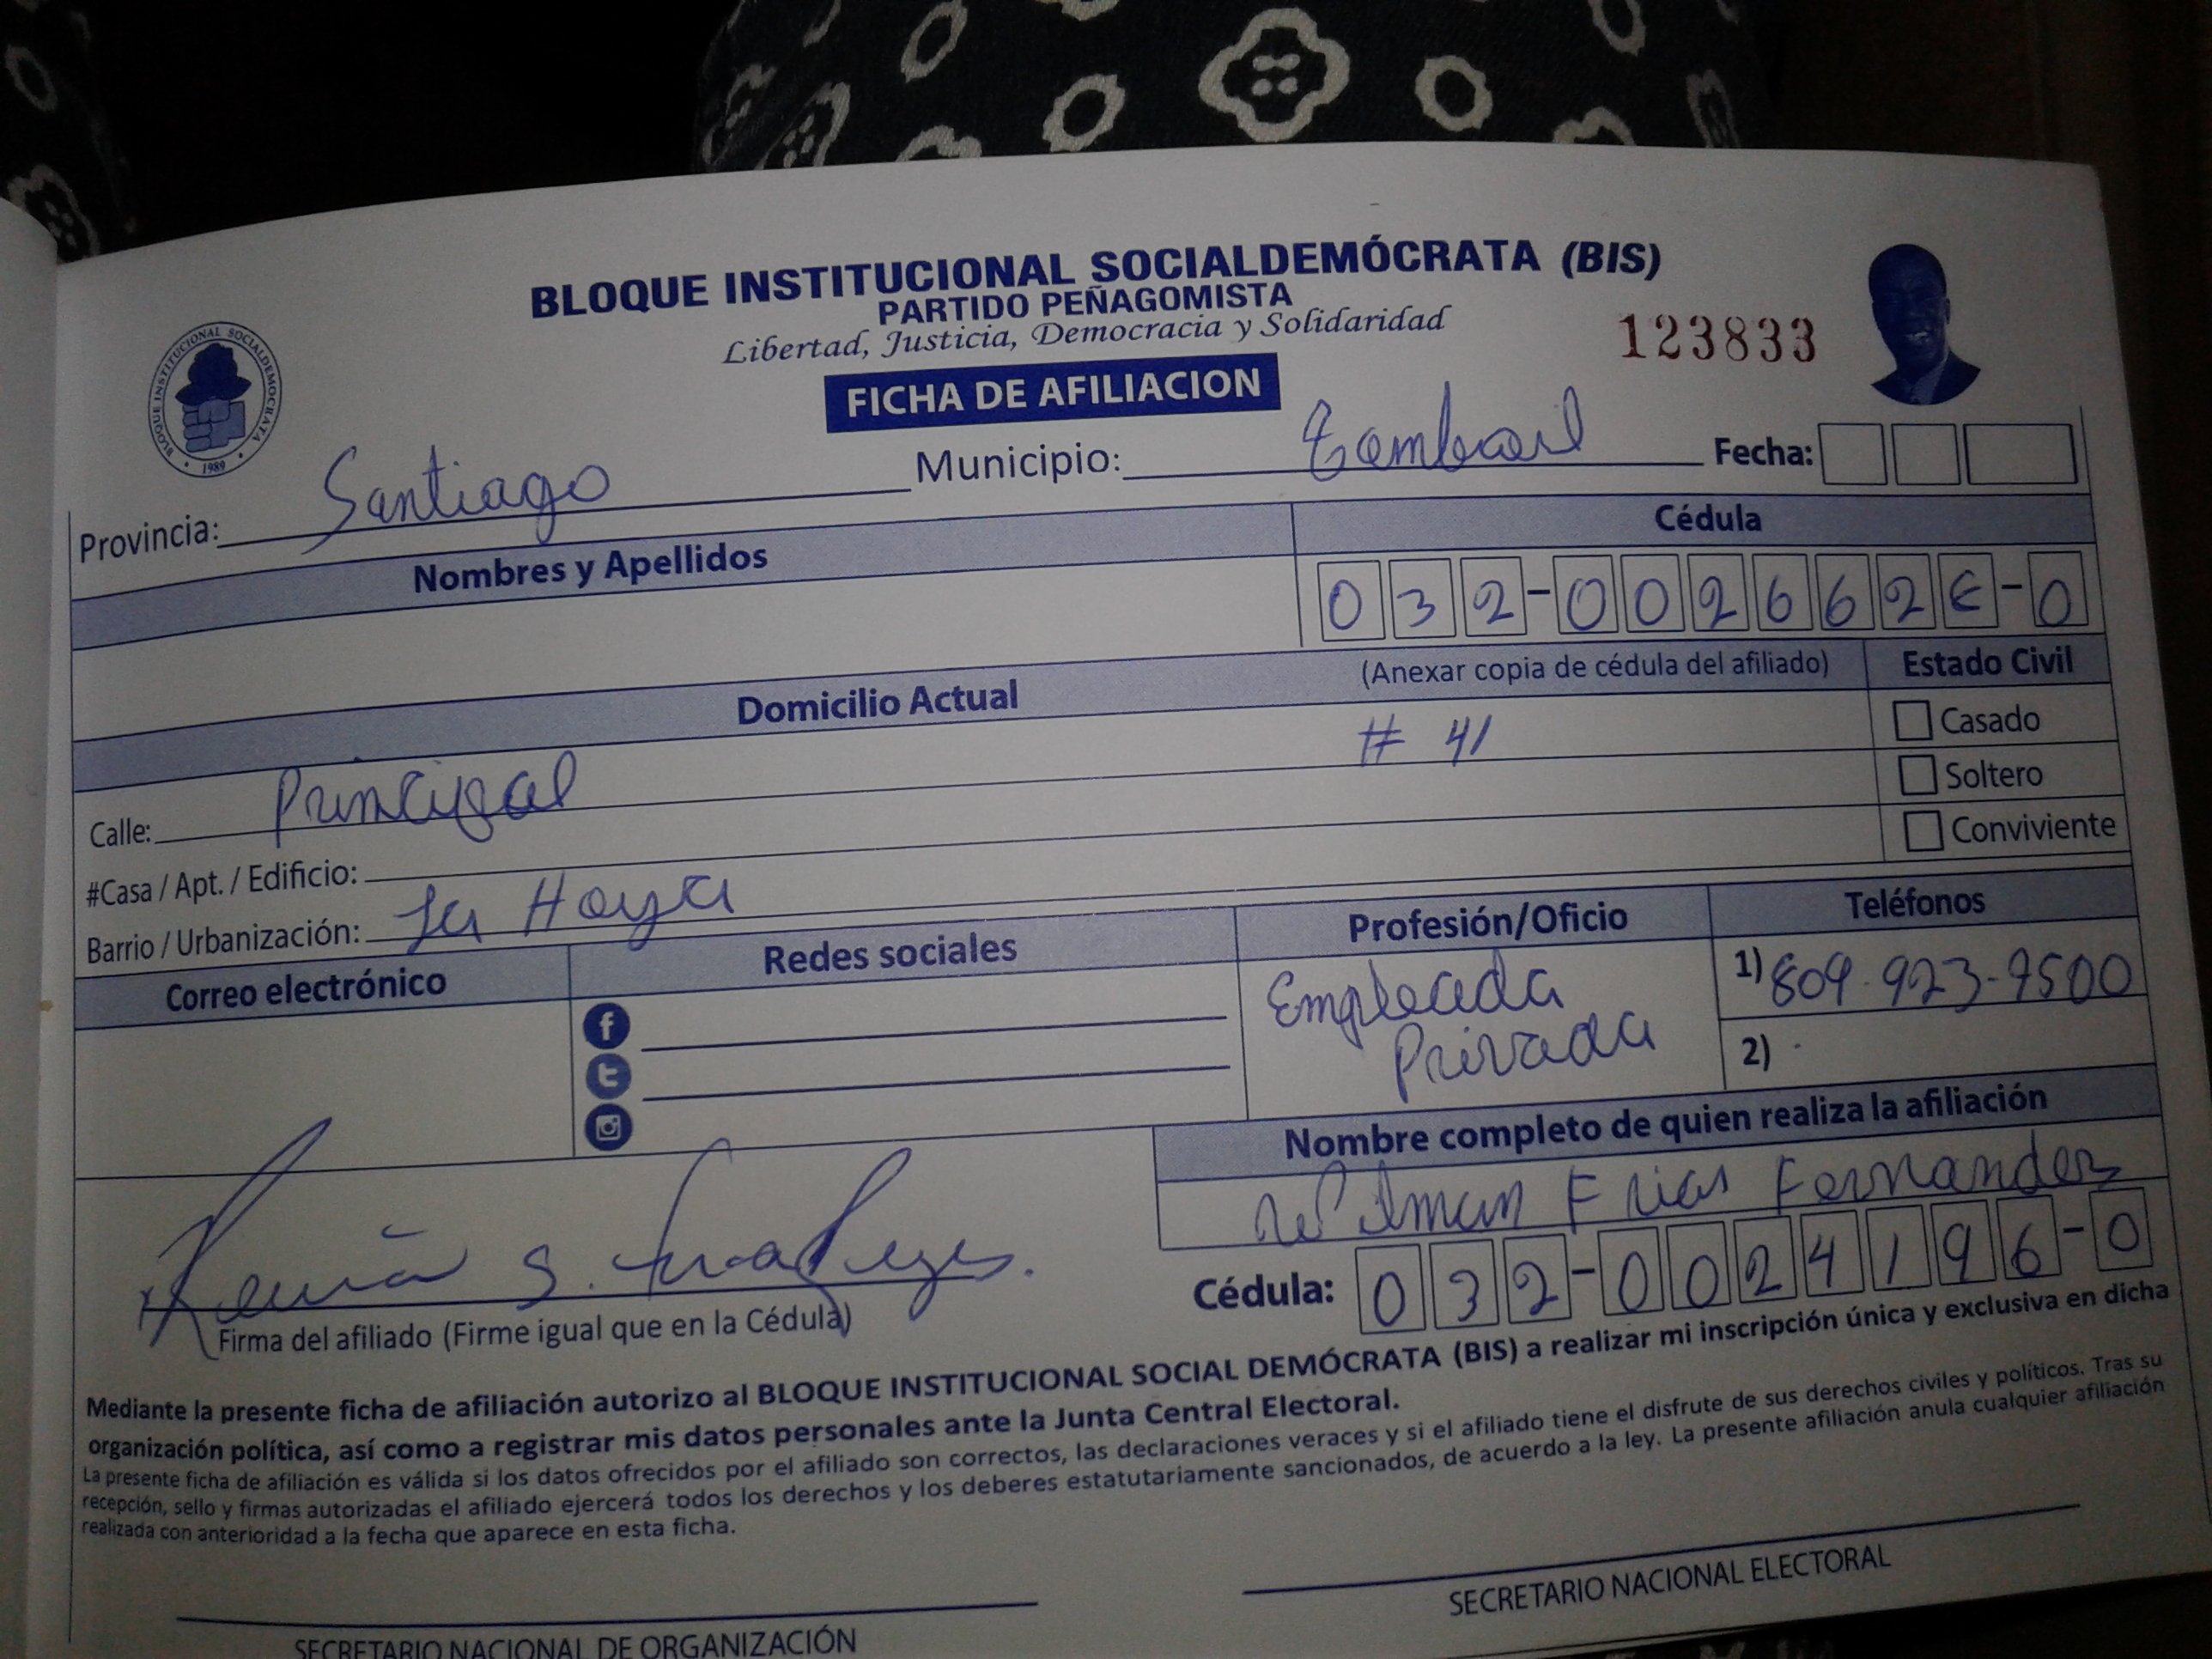 BLOQUE INSTITUCIONAL SOCIALDEMÓCRATA (BIS)
PARTIDO PEÑAGOMISTA
Libertad, Justicia, Democracia y Solidaridad
123833
FICHA DE AFILIACION
BLOQUE INSTITUCIONAL SOCIALDEMOCRATA
• 1989 •
Provincia: Santiago Municipio: Fecha:
Nombres y Apellidos Cédula
032-002662-0
Domicilio Actual (Anexar copia de cédula del afiliado) Estado Civil
Calle: Principal # 41 Casado
#Casa / Apt. / Edificio: Soltero
Barrio / Urbanización: La Hoya Conviviente
Correo electrónico Redes sociales Profesión/Oficio Teléfonos
Empleada Privada
1) 809-923-9500
2)
Nombre completo de quien realiza la afiliación
Frias Fernandez
Cédula: 032-0024196-0
Firma del afiliado (Firme igual que en la Cédula)
Mediante la presente ficha de afiliación autorizo al BLOQUE INSTITUCIONAL SOCIAL DEMÓCRATA (BIS) a realizar mi inscripción única y exclusiva en dicha
organización política, así como a registrar mis datos personales ante la Junta Central Electoral.
La presente ficha de afiliación es válida si los datos ofrecidos por el afiliado son correctos, las declaraciones veraces y si el afiliado tiene el disfrute de sus derechos civiles y políticos. Tras su
recepción, sello y firmas autorizadas el afiliado ejercerá todos los derechos y los deberes estatutariamente sancionados, de acuerdo a la ley. La presente afiliación anula cualquier afiliación
realizada con anterioridad a la fecha que aparece en esta ficha.
SECRETARIO NACIONAL DE ORGANIZACIÓN
SECRETARIO NACIONAL ELECTORAL